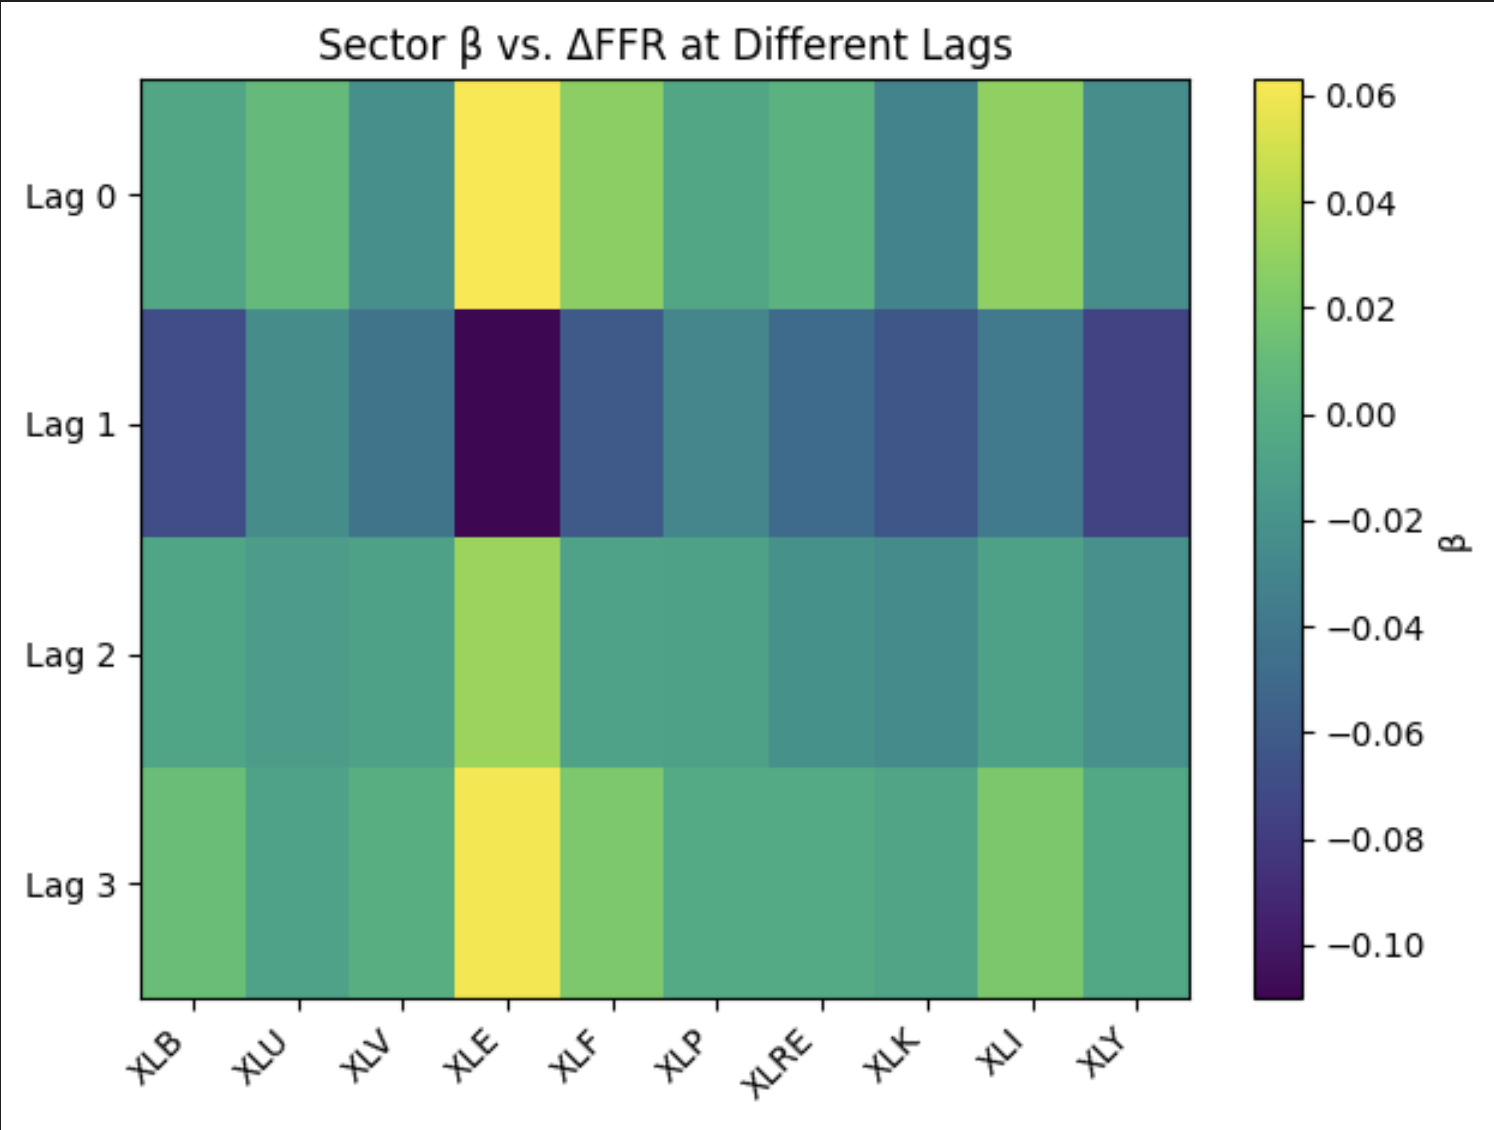 Sector β vs. ΔFFR at Different Lags
Lag 0
Lag 1
Lag 2
Lag 3
XLB
XLU
XLV
XLE
XLF
XLP
XLRE
XLK
XLI
XLY
0.06
0.04
0.02
0.00
−0.02
−0.04
−0.06
−0.08
−0.10
β